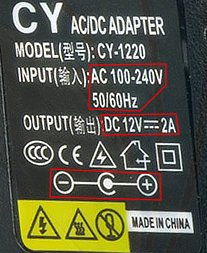 CY AC/DC ADAPTER
MODEL(型号): CY-1220
INPUT(输入): AC 100-240V
50/60Hz
OUTPUT(输出) DC 12V⎓2A
MADE IN CHINA